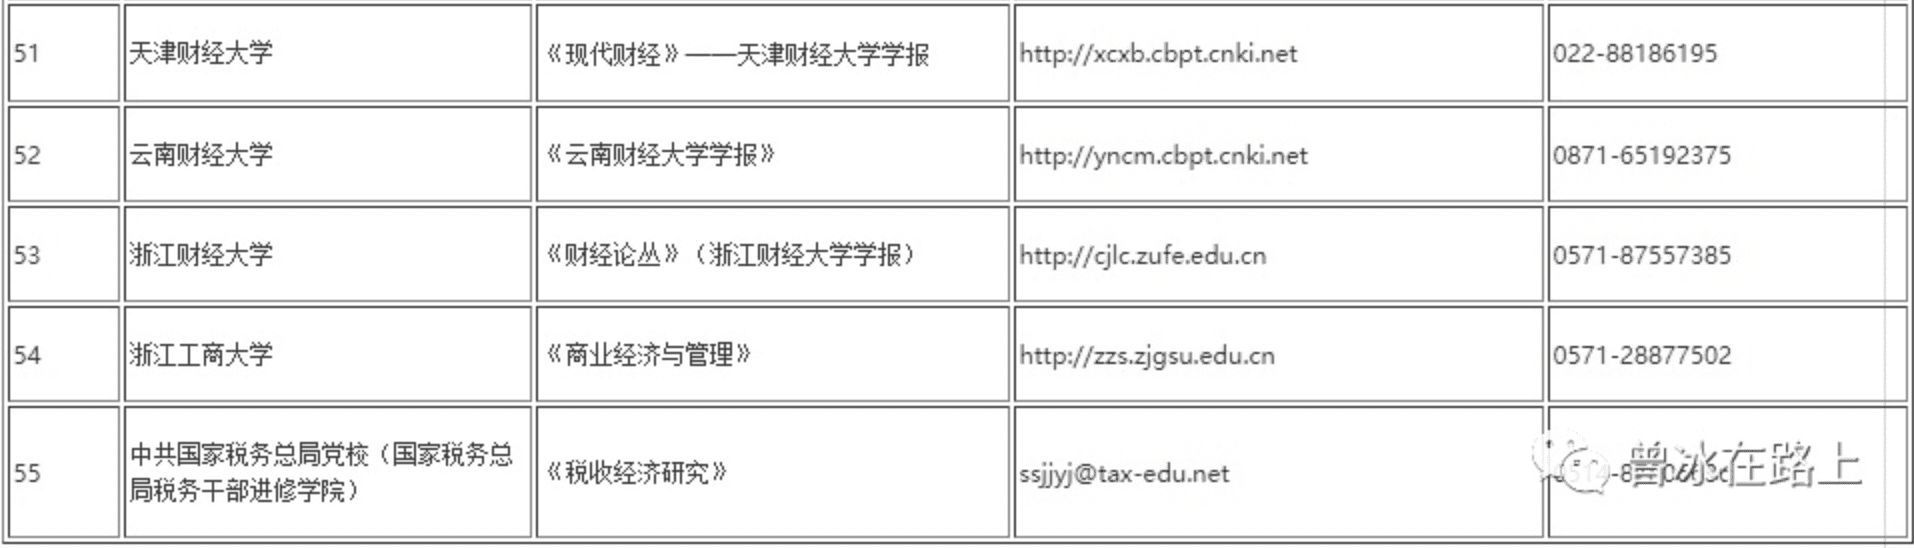 51 天津财经大学 《现代财经》——天津财经大学学报 http://xcxb.cbpt.cnki.net 022-88186195
52 云南财经大学 《云南财经大学学报》 http://yncm.cbpt.cnki.net 0871-65192375
53 浙江财经大学 《财经论丛》（浙江财经大学学报） http://cjlc.zufe.edu.cn 0571-87557385
54 浙江工商大学 《商业经济与管理》 http://zzs.zjgsu.edu.cn 0571-28877502
55 中共国家税务总局党校（国家税务总
局税务干部进修学院） 《税收经济研究》 ssjjyj@tax-edu.net
曾冰在路上